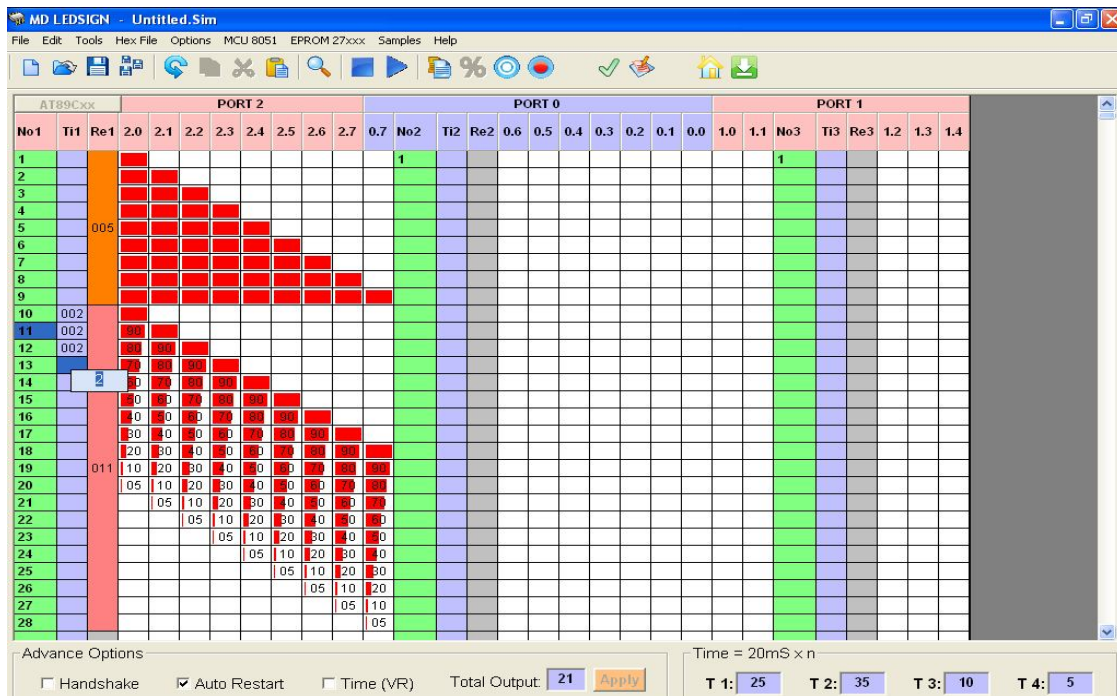 MD LEDSIGN - Untitled.Sim
File Edit Tools Hex File Options MCU 8051 EPROM 27xxx Samples Help
AT89Cxx PORT 2 PORT 0 PORT 1
No1 Ti1 Re1 2.0 2.1 2.2 2.3 2.4 2.5 2.6 2.7 0.7 No2 Ti2 Re2 0.6 0.5 0.4 0.3 0.2 0.1 0.0 1.0 1.1 No3 Ti3 Re3 1.2 1.3 1.4
1 1 1
2
3
4
5 005
6
7
8
9
10 002
11 002 90
12 002 80 90
13 70 80 90
14 2 60 70 80 90
15 50 60 70 80 90
16 40 50 60 70 80 90
17 30 40 50 60 70 80 90
18 20 30 40 50 60 70 80 90
19 011 10 20 30 40 50 60 70 80 90
20 05 10 20 30 40 50 60 70 80
21 05 10 20 30 40 50 60 70
22 05 10 20 30 40 50 60
23 05 10 20 30 40 50
24 05 10 20 30 40
25 05 10 20 30
26 05 10 20
27 05 10
28 05
Advance Options Time = 20mS x n
Handshake Auto Restart Time (VR) Total Output: 21 Apply T 1: 25 T 2: 35 T 3: 10 T 4: 5